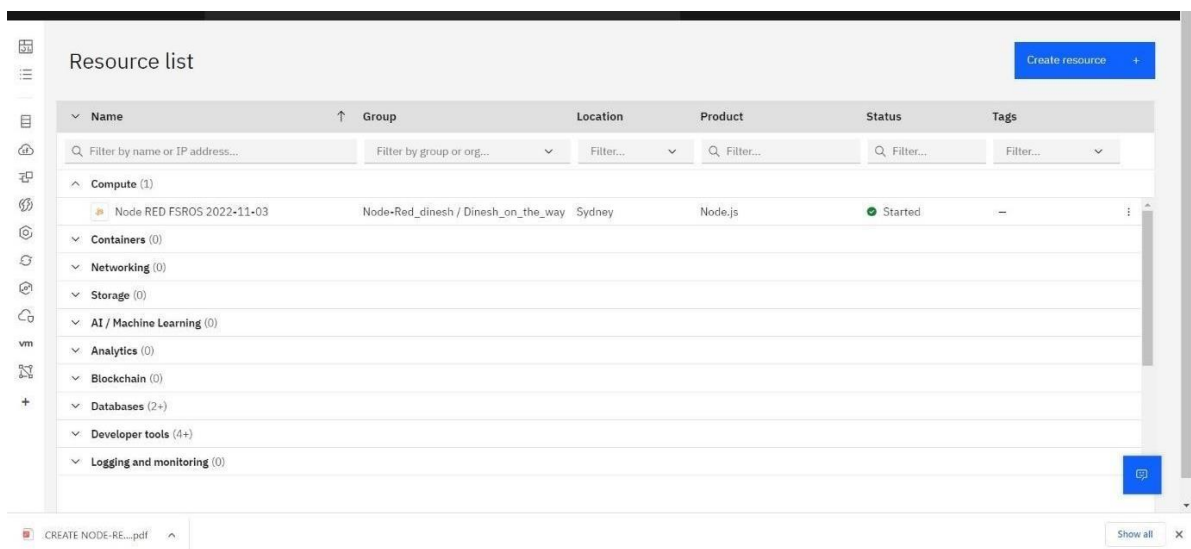 Resource list
Create resource +
Name ↑ Group Location Product Status Tags
Filter by name or IP address... Filter by group or org... Filter... Filter... Filter... Filter...
Compute (1)
Node RED FSROS 2022-11-03 Node-Red_dinesh / Dinesh_on_the_way Sydney Node.js Started –
Containers (0)
Networking (0)
Storage (0)
AI / Machine Learning (0)
vm
Analytics (0)
Blockchain (0)
Databases (2+)
Developer tools (4+)
Logging and monitoring (0)
CREATE NODE-RE....pdf Show all